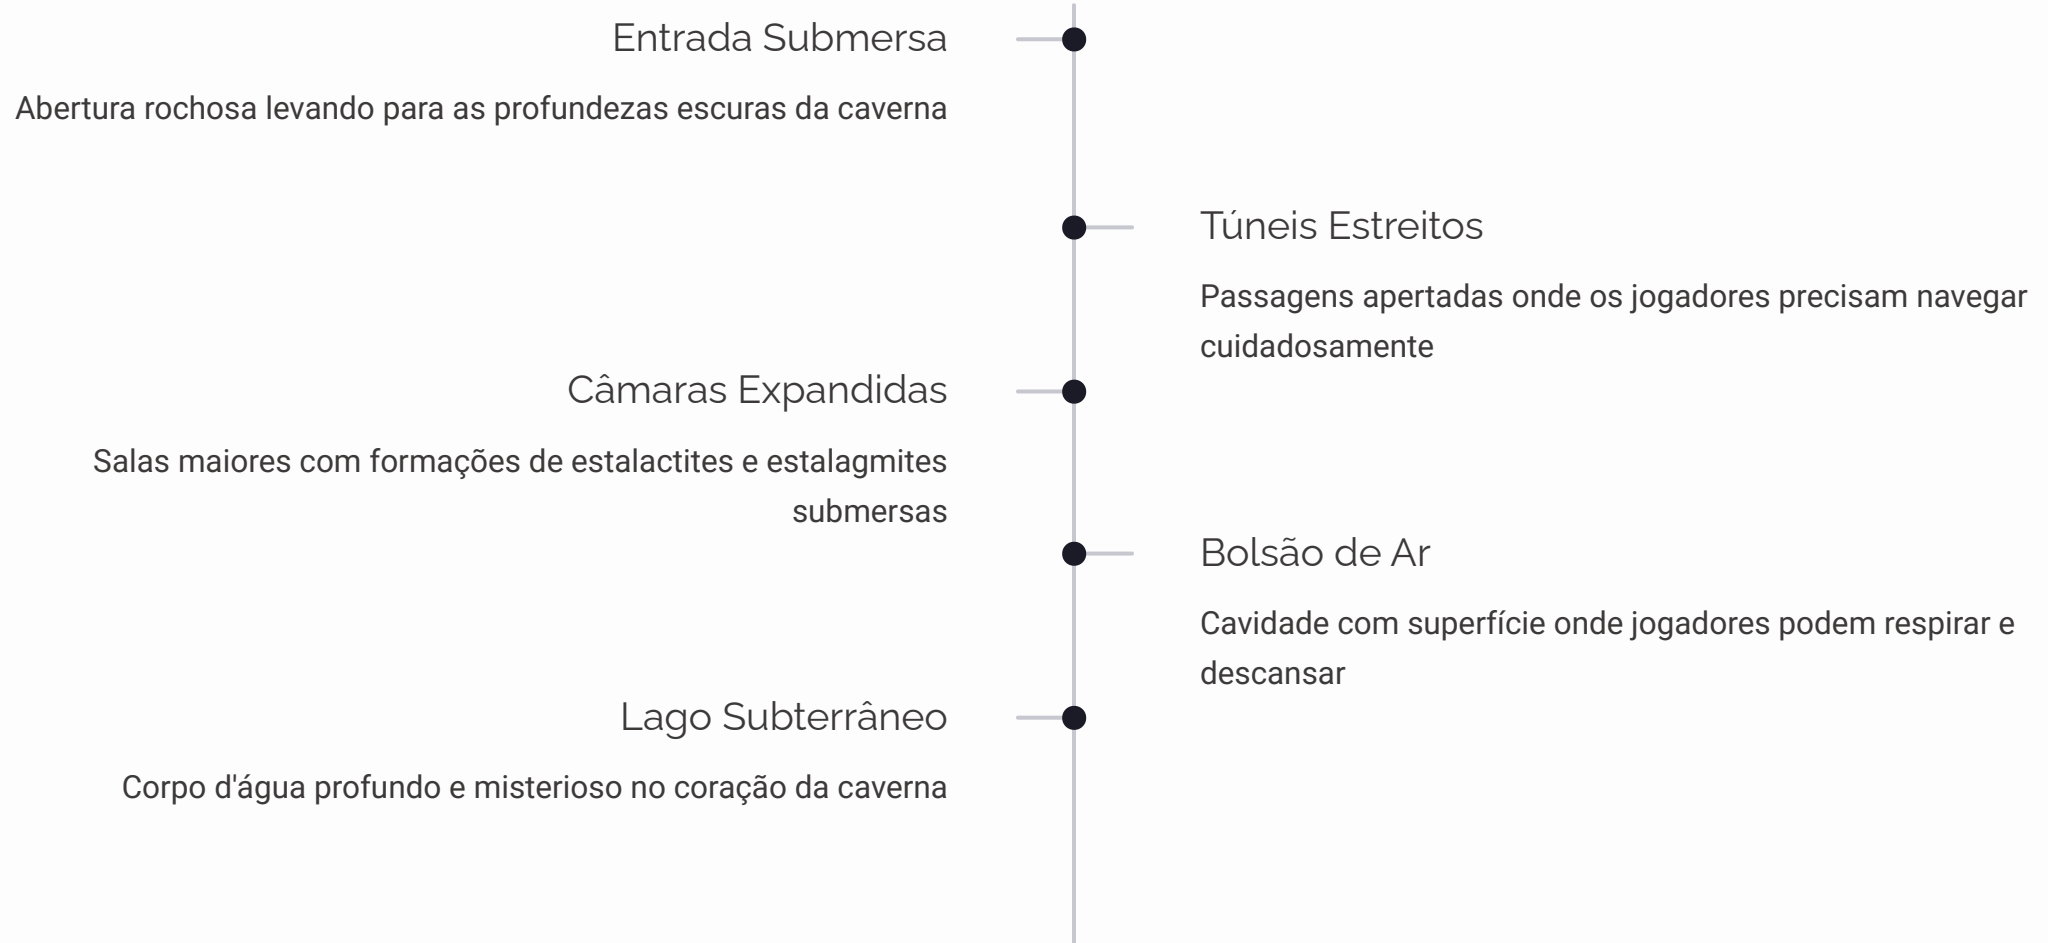 Entrada Submersa
Abertura rochosa levando para as profundezas escuras da caverna
Túneis Estreitos
Passagens apertadas onde os jogadores precisam navegar
cuidadosamente
Câmaras Expandidas
Salas maiores com formações de estalactites e estalagmites
submersas
Bolsão de Ar
Cavidade com superfície onde jogadores podem respirar e
descansar
Lago Subterrâneo
Corpo d'água profundo e misterioso no coração da caverna